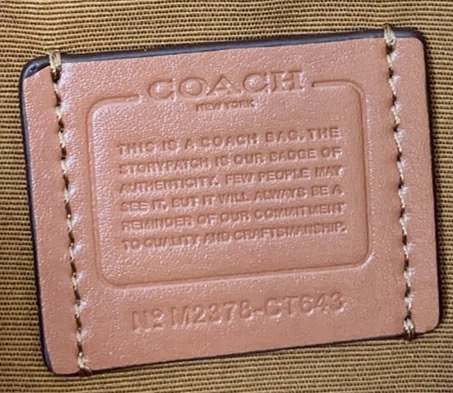 COACH
NEW YORK
THIS IS A COACH BAG. THE
STORYPATCH IS OUR BADGE OF
AUTHENTICITY. FEW PEOPLE MAY
SEE IT, BUT IT WILL ALWAYS BE A
REMINDER OF OUR COMMITMENT
TO QUALITY AND CRAFTSMANSHIP.
Nº M2378-CT643